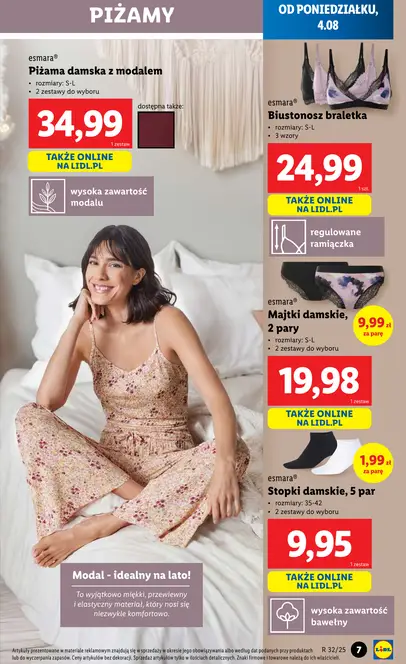 PIŻAMY
OD PONIEDZIAŁKU,
4.08
esmara®
Piżama damska z modalem
• rozmiary: S-L
• 2 zestawy do wyboru
dostępna także:
34,99
1 zestaw
TAKŻE ONLINE
NA LIDL.PL
wysoka zawartość
modalu
esmara®
Biustonosz braletka
• rozmiary: S-L
• 3 wzory
24,99
1 szt.
TAKŻE ONLINE
NA LIDL.PL
regulowane
ramiączka
esmara®
Majtki damskie,
2 pary
• rozmiary: S-L
• 2 zestawy do wyboru
9,99 zł
za parę
19,98
1 zestaw
TAKŻE ONLINE
NA LIDL.PL
1,99 zł
za parę
esmara®
Stopki damskie, 5 par
• rozmiary: 35-42
• 2 zestawy do wyboru
9,95
1 zestaw
TAKŻE ONLINE
NA LIDL.PL
wysoka zawartość
bawełny
Modal - idealny na lato!
To wyjątkowo miękki, przewiewny
i elastyczny materiał, który nosi się
niezwykle komfortowo.
Artykuły prezentowane w materiale reklamowym znajdują się w sprzedaży w okresie jego obowiązywania albo według dat podanych przy produktach
lub do wyczerpania zapasów. Ceny artykułów bez dekoracji. Sprzedaż artykułów tylko w ilościach detalicznych. Znaki firmowe i towarowe należą do ich właścicieli.
R 32/25
7
LIDL